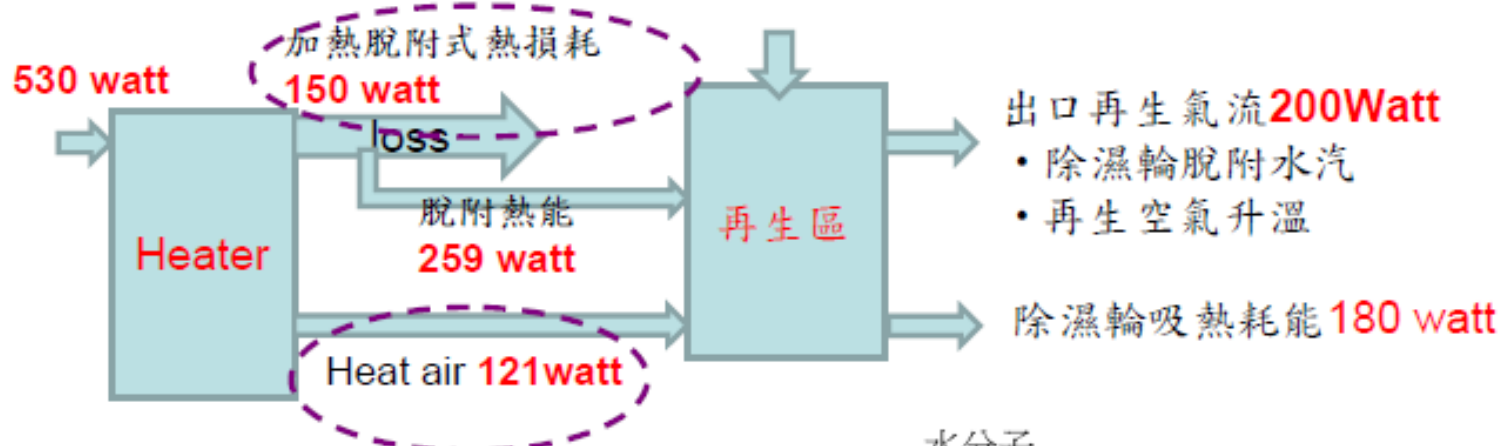 530 watt
加熱脫附式熱損耗
150 watt
loss
脫附熱能
259 watt
Heater
Heat air 121watt
再生區
出口再生氣流200Watt
・除濕輪脫附水汽
・再生空氣升溫
除濕輪吸熱耗能180 watt
水分子